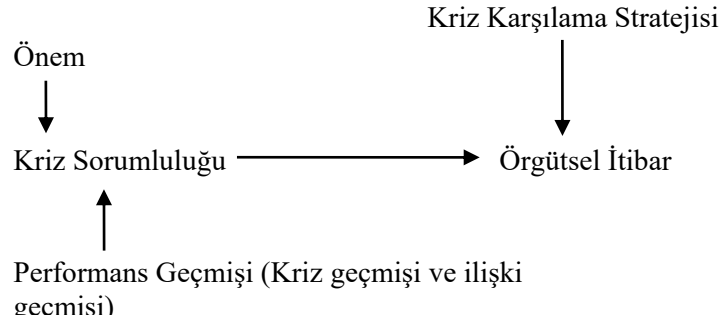 Kriz Karşılama Stratejisi
Önem
Kriz Sorumluluğu
Örgütsel İtibar
Performans Geçmişi (Kriz geçmişi ve ilişki
geçmişi)